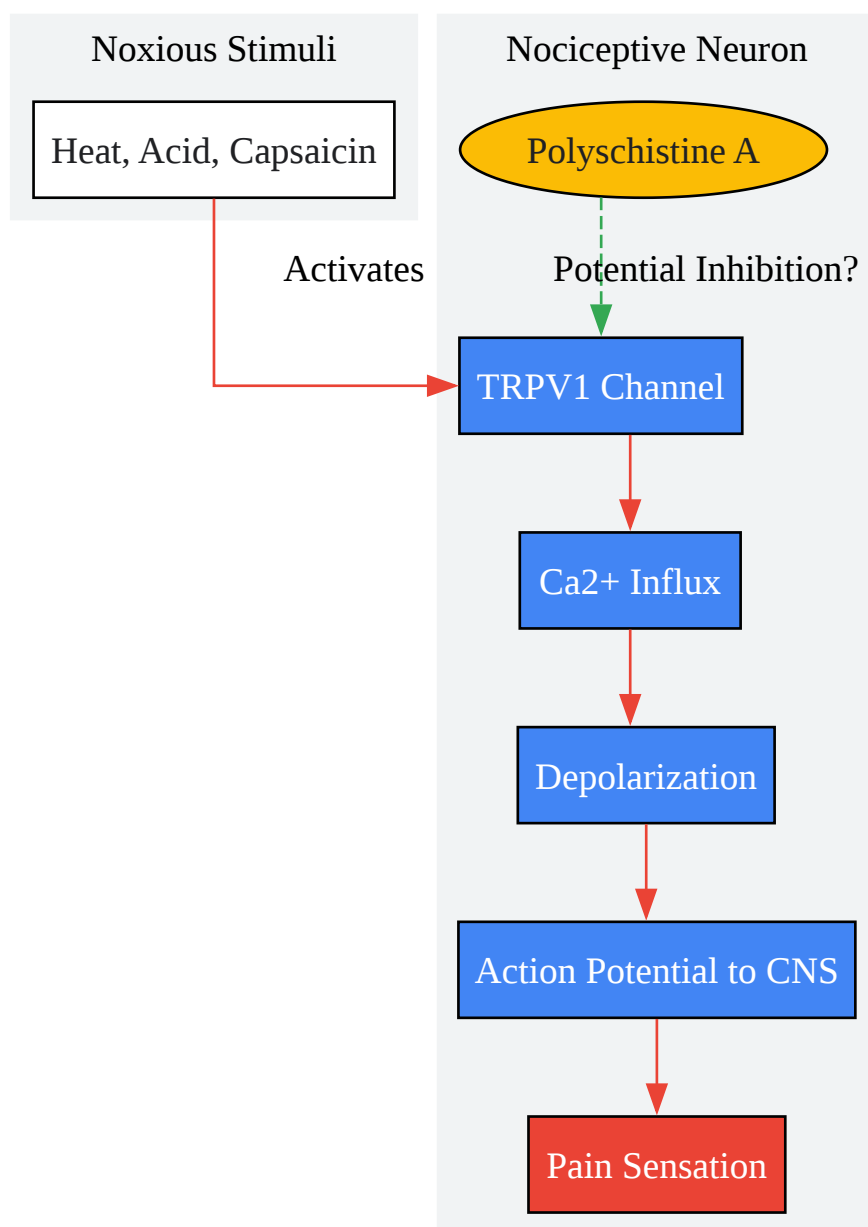 Noxious Stimuli
Nociceptive Neuron
Heat, Acid, Capsaicin
Polyschistine A
Activates
Potential Inhibition?
TRPV1 Channel
Ca2+ Influx
Depolarization
Action Potential to CNS
Pain Sensation